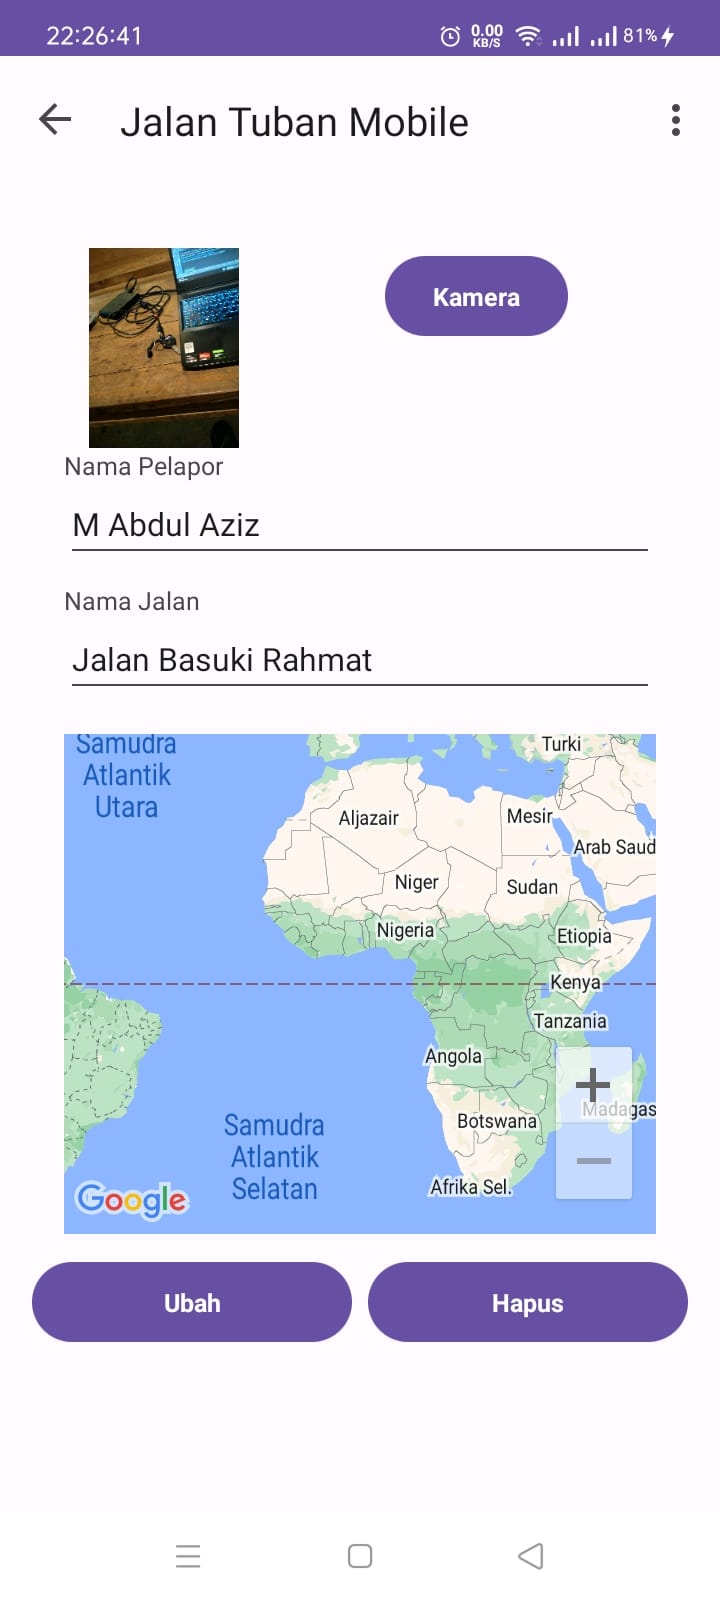 22:26:41
0.00
KB/S
81%
Jalan Tuban Mobile
Kamera
Nama Pelapor
M Abdul Aziz
Nama Jalan
Jalan Basuki Rahmat
Samudra
Atlantik
Utara
Turki
Aljazair
Mesir
Arab Saud
Niger
Sudan
Nigeria
Etiopia
Kenya
Tanzania
Angola
+
Madagas
Botswana
Samudra
Atlantik
Selatan
Afrika Sel.
Google
Ubah
Hapus